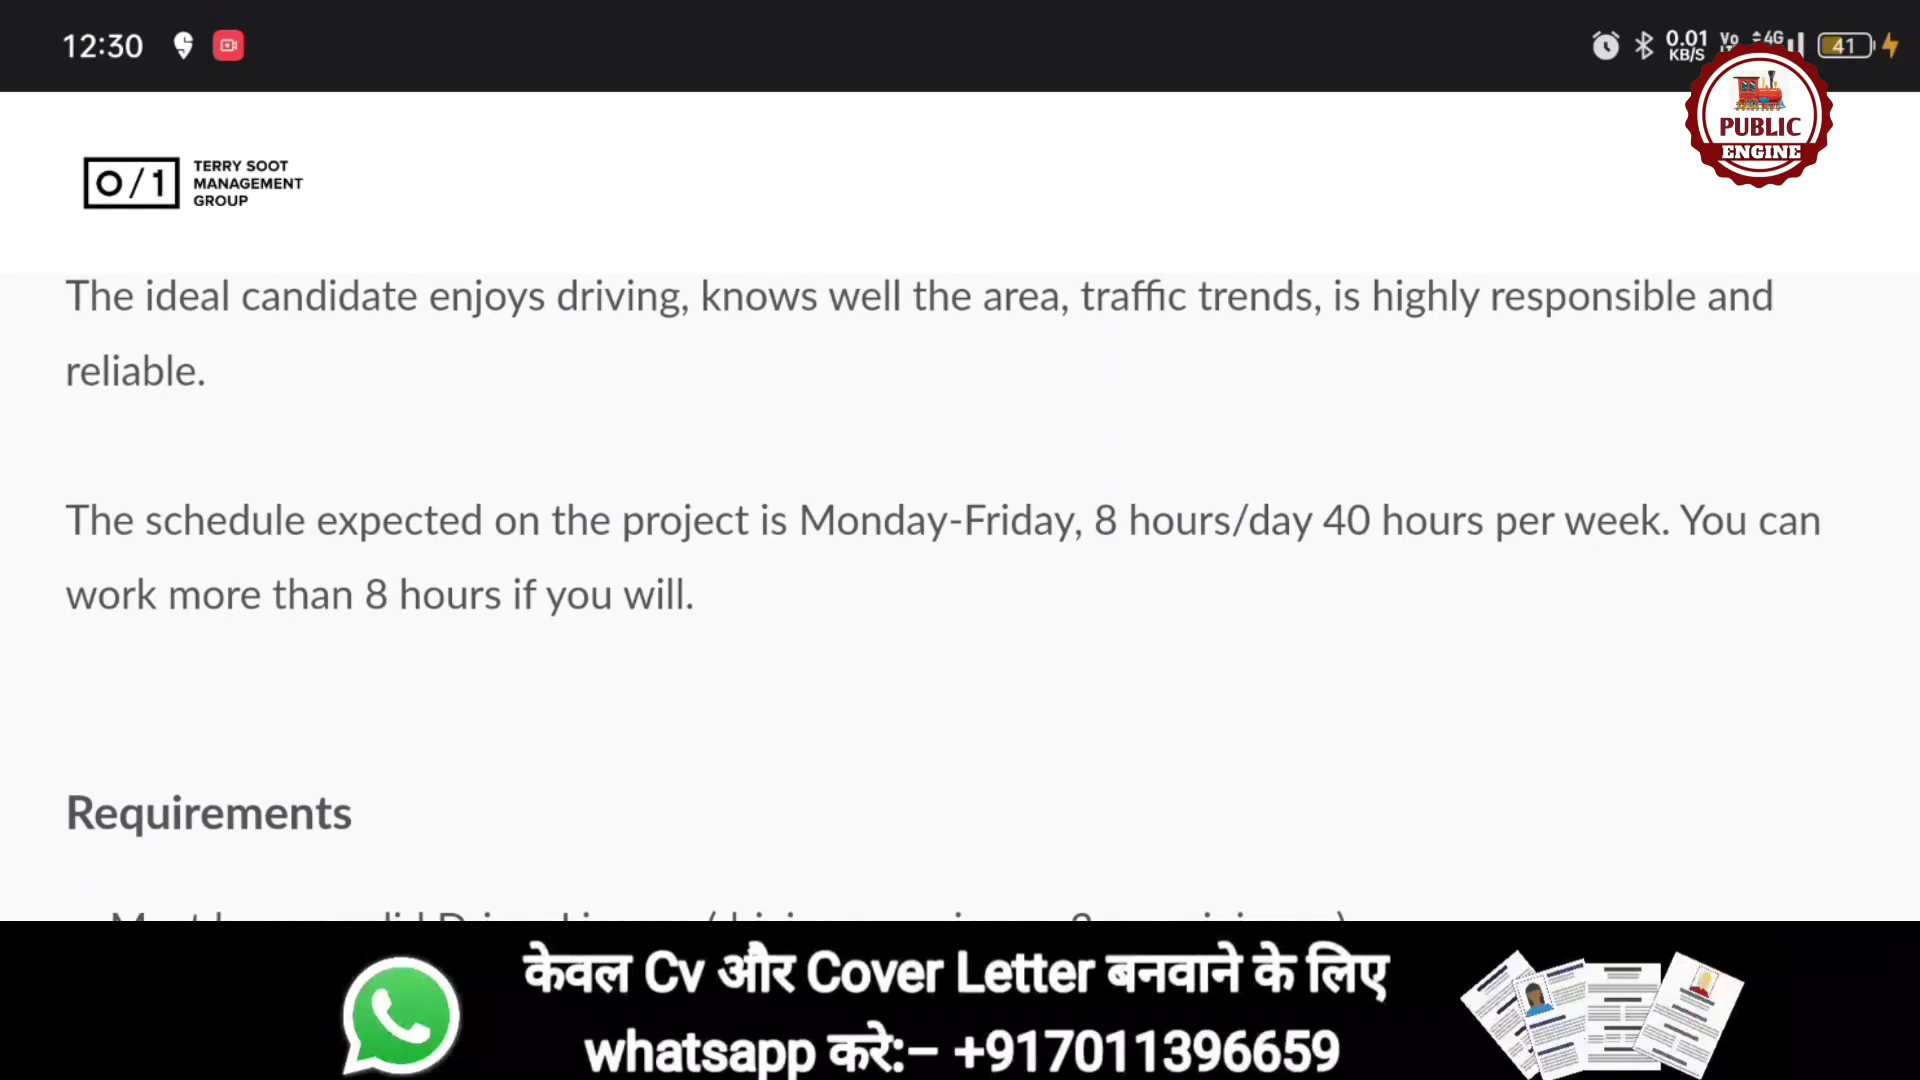 12:30
0.01
KB/S
4G
41
PUBLIC
ENGINE
0/1
TERRY SOOT
MANAGEMENT
GROUP
The ideal candidate enjoys driving, knows well the area, traffic trends, is highly responsible and
reliable.
The schedule expected on the project is Monday-Friday, 8 hours/day 40 hours per week. You can
work more than 8 hours if you will.
Requirements
केवल Cv और Cover Letter बनवाने के लिए
whatsapp करे:– +917011396659